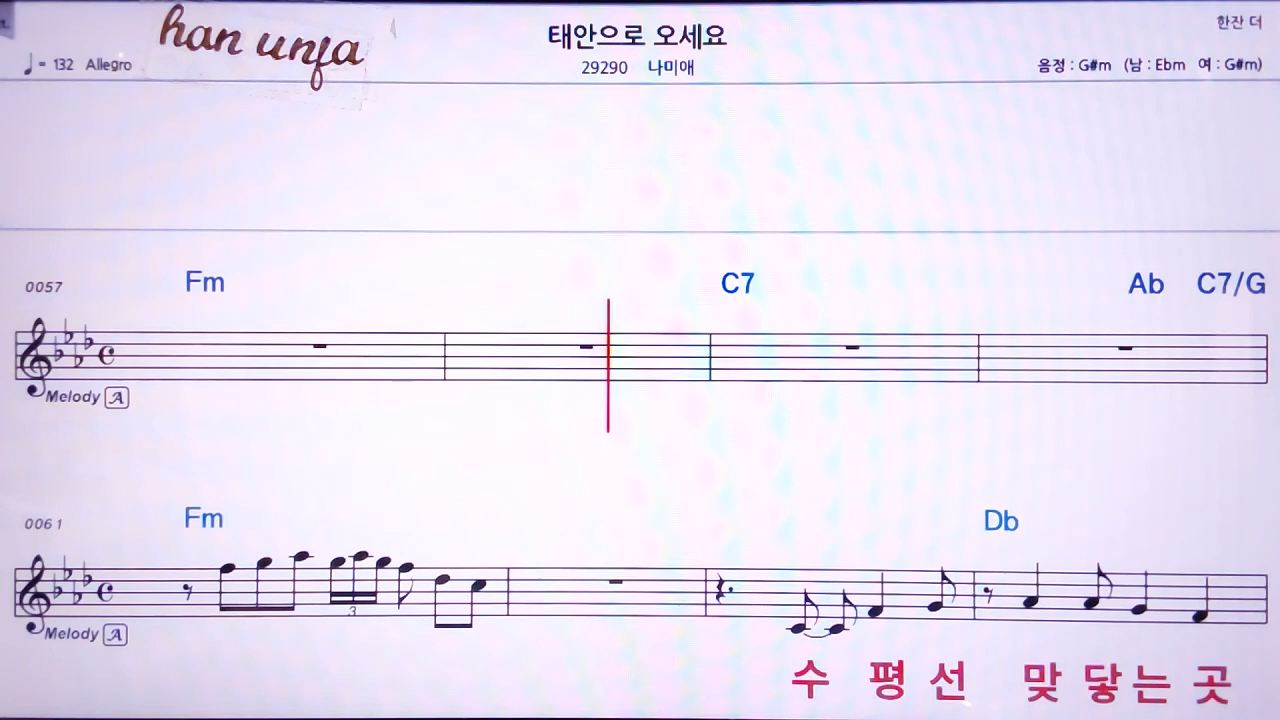 han unfa
태안으로 오세요
한잔 더
♩= 132 Allegro
29290 나미애
음정 : G#m (남 : Ebm 여 : G#m)
0057
Fm C7 Ab C7/G
Melody A
0061
Fm Db
3
Melody A
수 평 선 맞 닿 는 곳